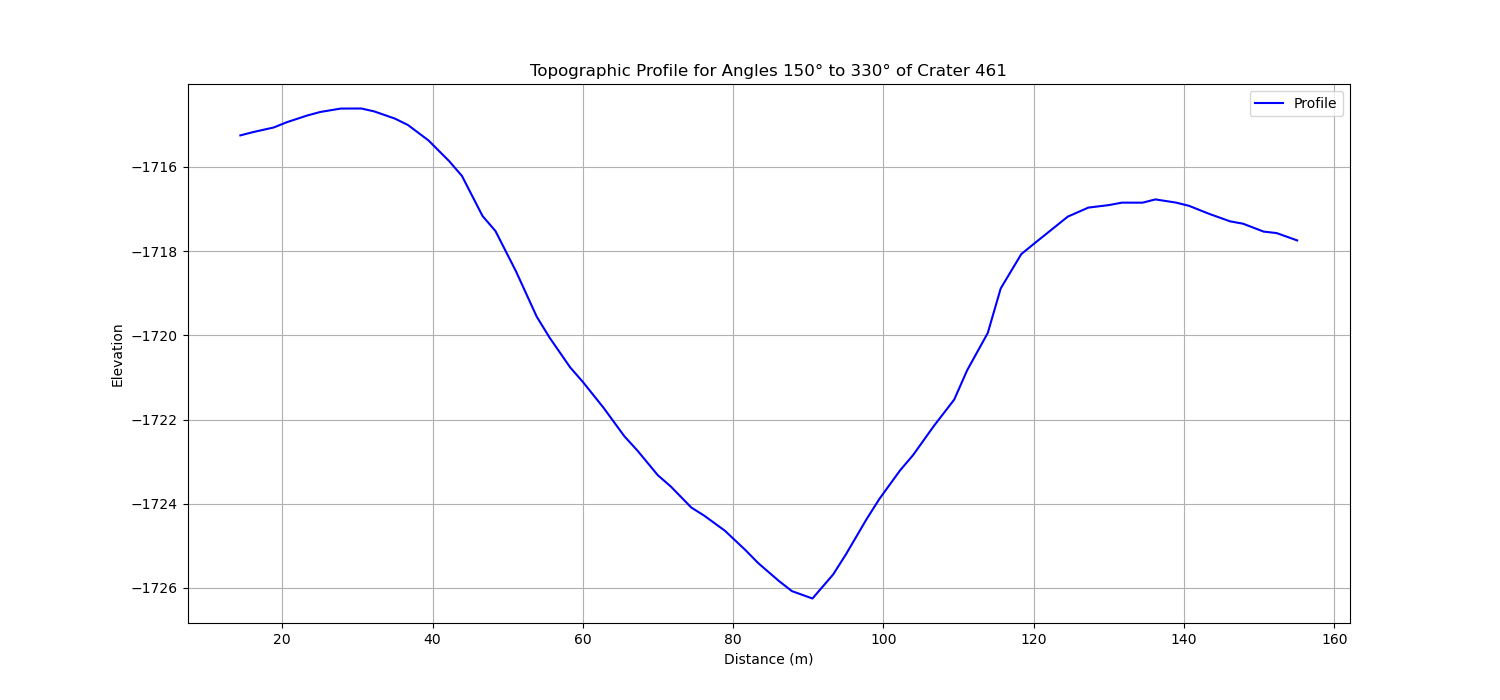 Topographic Profile for Angles 150° to 330° of Crater 461
Profile
−1716
−1718
−1720
−1722
−1724
−1726
Elevation
20 40 60 80 100 120 140 160
Distance (m)